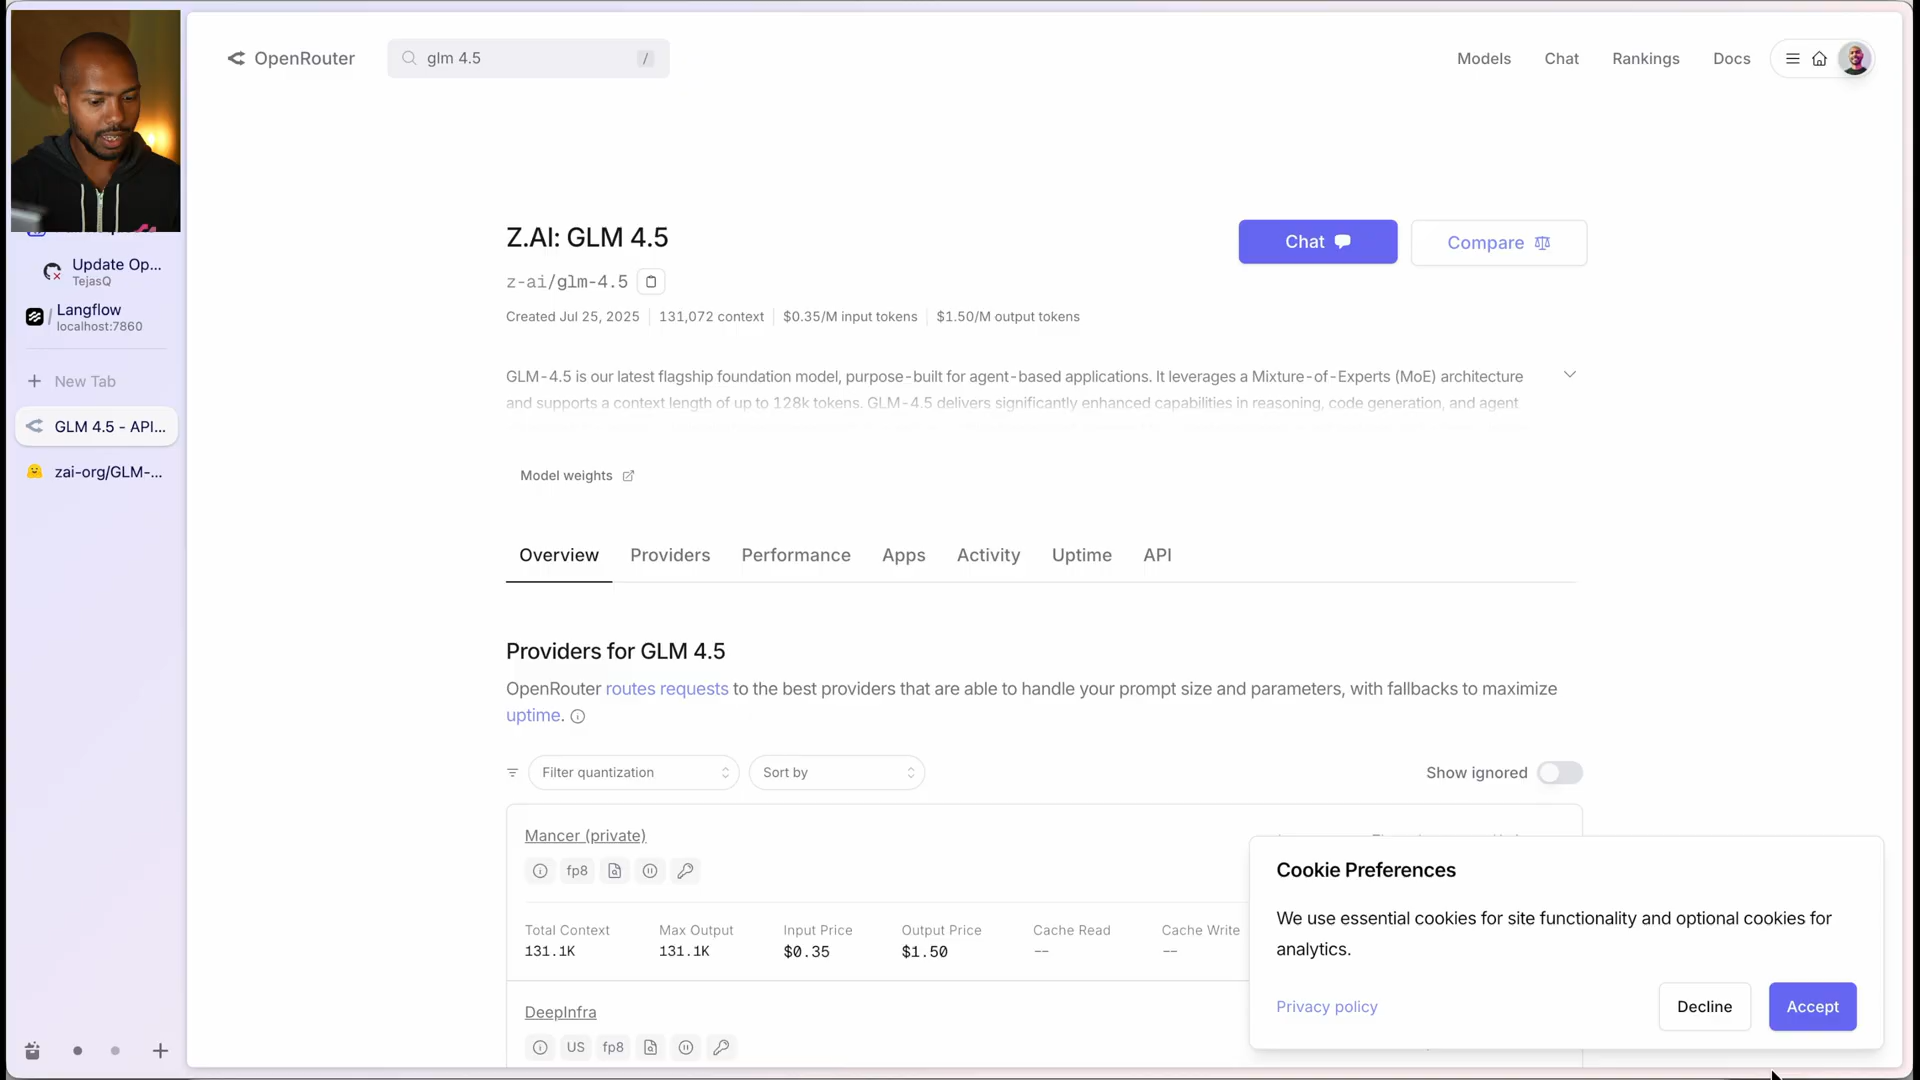 OpenRouter
glm 4.5
/
Models
Chat
Rankings
Docs
Update Op...
TejasQ
/
Langflow
localhost:7860
New Tab
GLM 4.5 - API...
zai-org/GLM-...
Z.AI: GLM 4.5
Chat
Compare
z-ai/glm-4.5
Created Jul 25, 2025
131,072 context
$0.35/M input tokens
$1.50/M output tokens
GLM-4.5 is our latest flagship foundation model, purpose-built for agent-based applications. It leverages a Mixture-of-Experts (MoE) architecture
and supports a context length of up to 128k tokens. GLM-4.5 delivers significantly enhanced capabilities in reasoning, code generation, and agent
Model weights
Overview
Providers
Performance
Apps
Activity
Uptime
API
Providers for GLM 4.5
OpenRouter routes requests to the best providers that are able to handle your prompt size and parameters, with fallbacks to maximize
uptime.
Filter quantization
Sort by
Show ignored
Mancer (private)
fp8
Total Context
Max Output
Input Price
Output Price
Cache Read
Cache Write
131.1K
131.1K
$0.35
$1.50
--
--
DeepInfra
US
fp8
Cookie Preferences
We use essential cookies for site functionality and optional cookies for
analytics.
Privacy policy
Decline
Accept